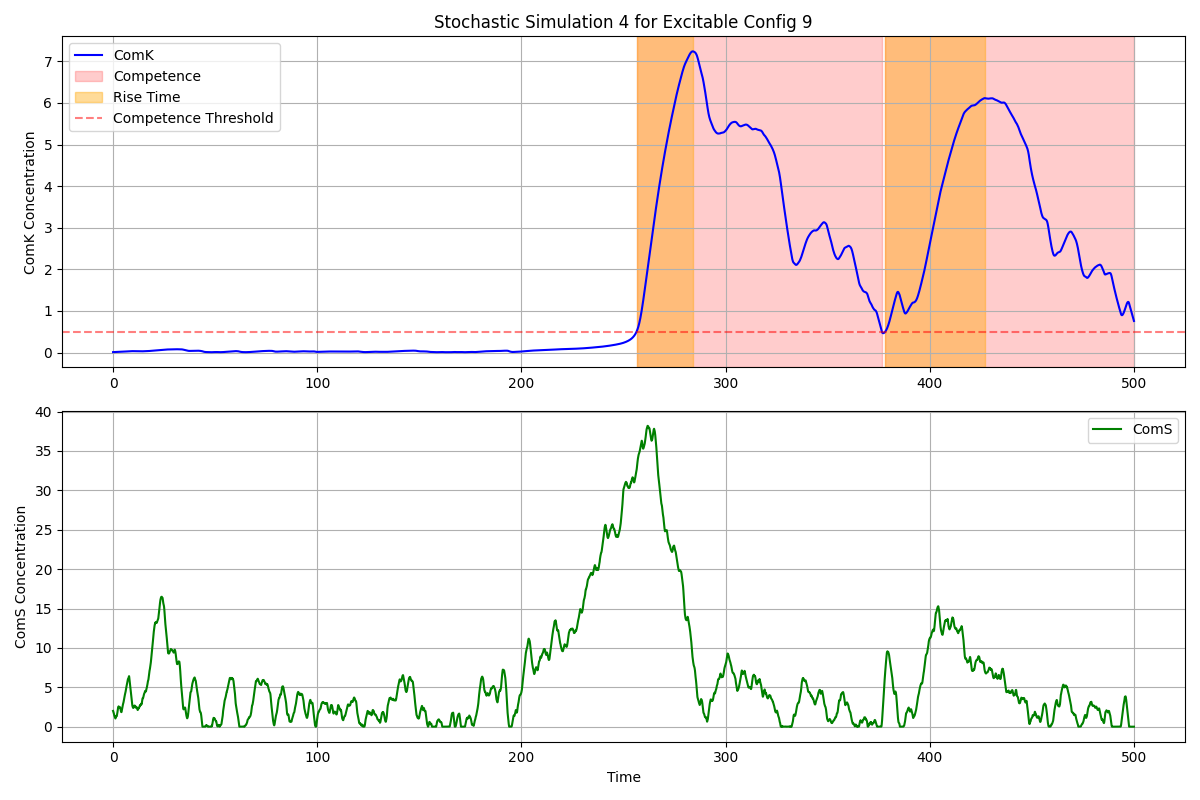 Stochastic Simulation 4 for Excitable Config 9
ComK
Competence
Rise Time
Competence Threshold
ComK Concentration
7
6
5
4
3
2
1
0
0 100 200 300 400 500
ComS
ComS Concentration
40
35
30
25
20
15
10
5
0
0 100 200 300 400 500
Time